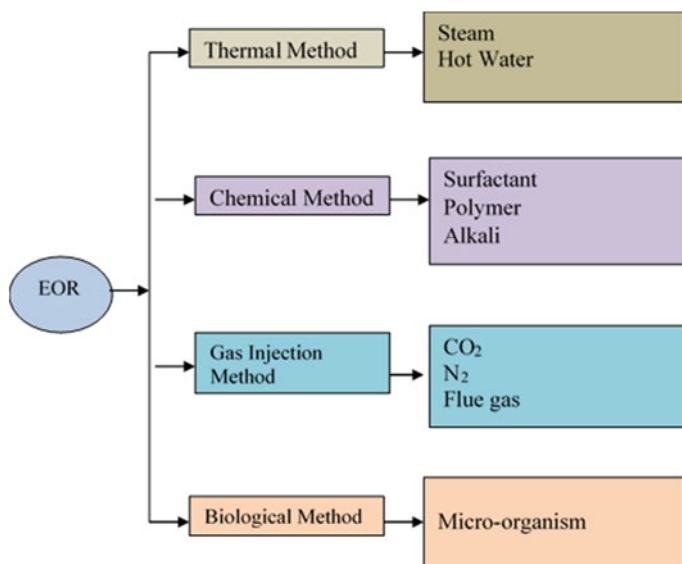 EOR
Thermal Method
Steam
Hot Water
Chemical Method
Surfactant
Polymer
Alkali
Gas Injection
Method
CO₂
N₂
Flue gas
Biological Method
Micro-organism